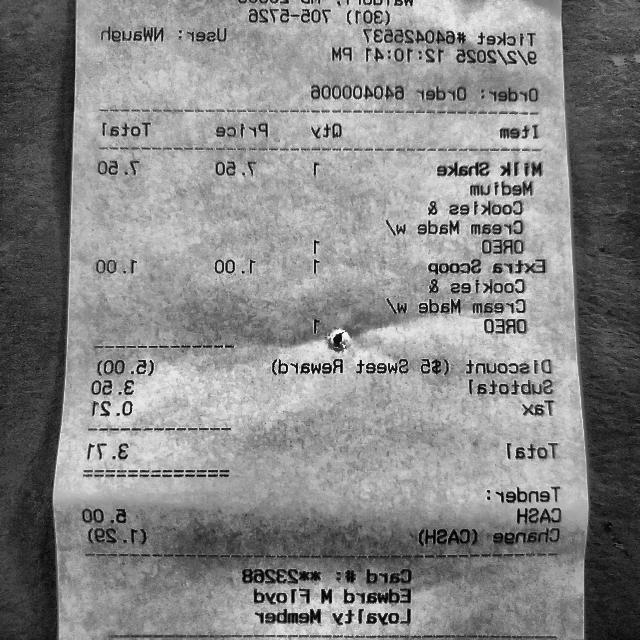 (301) 705-5726
Ticket #640425537 User: NWaugh
9/2/2025 12:10:41 PM
Order: Order 64040006
Item Qty Price Total
Milk Shake 1 7.50 7.50
Medium
Cookies &
Cream Made w/
OREO 1
Extra Scoop 1 1.00 1.00
Cookies &
Cream Made w/
OREO 1
Discount ($5 Sweet Reward) (5.00)
Subtotal 3.50
Tax 0.21
Total 3.71
Tender:
CASH 5.00
Change (CASH) (1.29)
Card #: **23268
Edward M Floyd
Loyalty Member